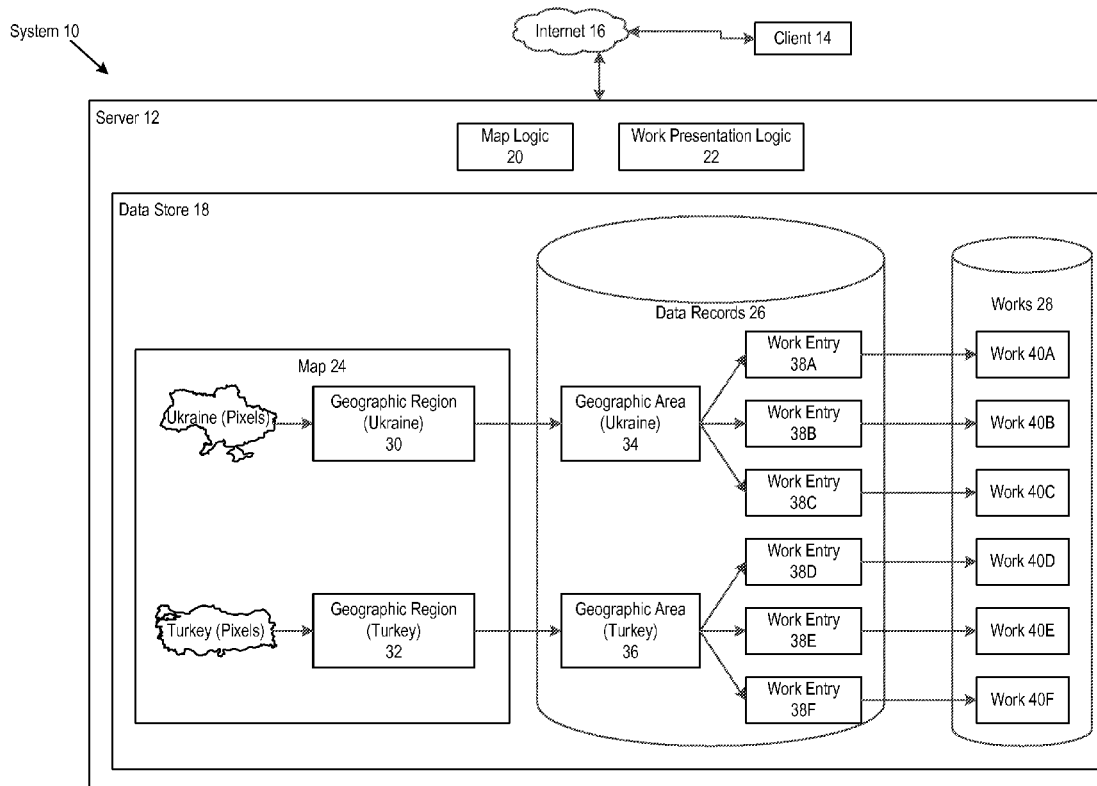 System 10
Internet 16
Client 14
Server 12
Map Logic
20
Work Presentation Logic
22
Data Store 18
Data Records 26
Works 28
Map 24
Ukraine (Pixels)
Geographic Region
(Ukraine)
30
Geographic Area
(Ukraine)
34
Work Entry
38A
Work 40A
Work Entry
38B
Work 40B
Work Entry
38C
Work 40C
Turkey (Pixels)
Geographic Region
(Turkey)
32
Geographic Area
(Turkey)
36
Work Entry
38D
Work 40D
Work Entry
38E
Work 40E
Work Entry
38F
Work 40F